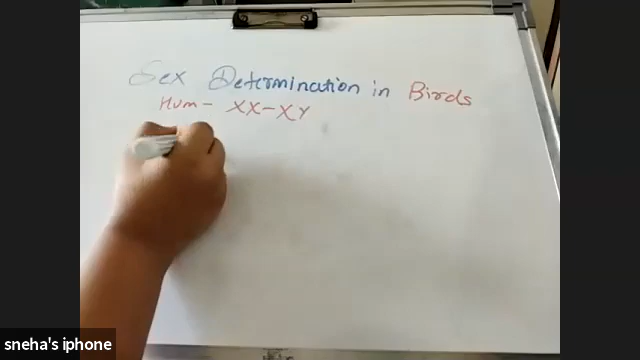 Sex Determination in Birds
Hum - XX-XY
sneha's iphone